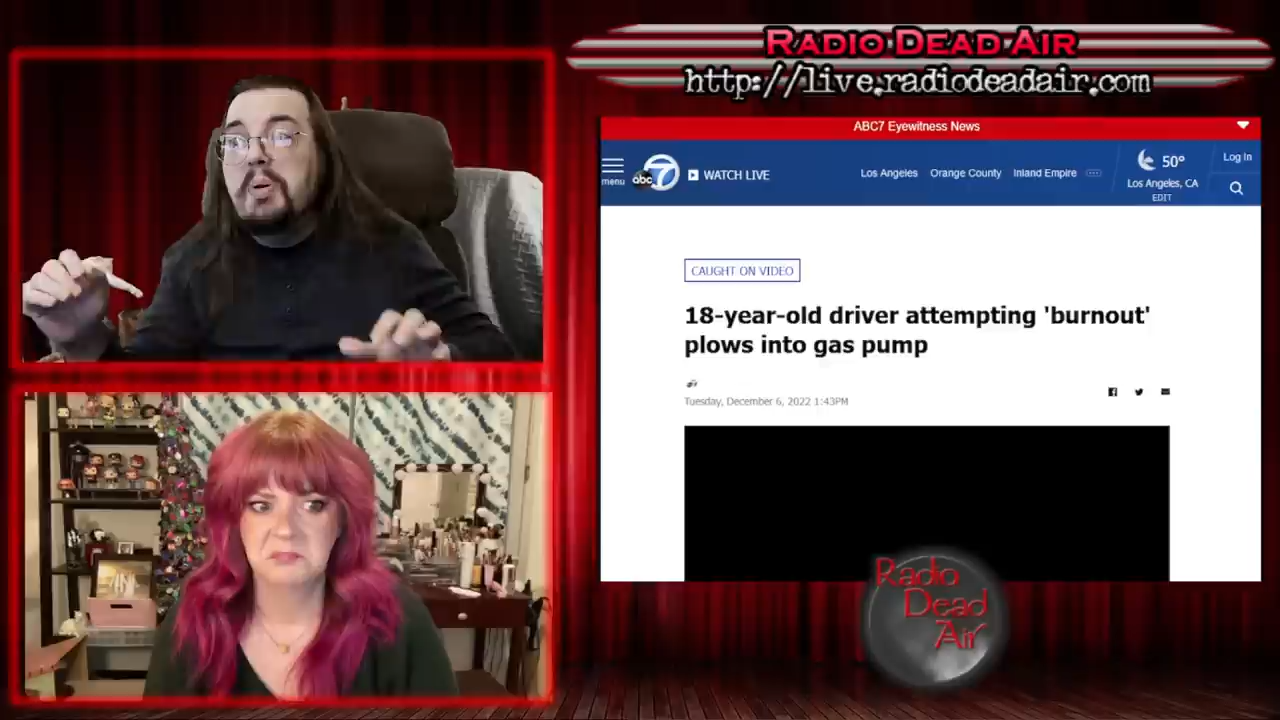 RADIO DEAD AIR
http://live.radiodeadair.com
ABC7 Eyewitness News
menu
abc 7
WATCH LIVE
Los Angeles
Orange County
Inland Empire
50°
Los Angeles, CA
EDIT
Log In
CAUGHT ON VIDEO
18-year-old driver attempting 'burnout'
plows into gas pump
Tuesday, December 6, 2022 1:43PM
Radio
Dead
Air